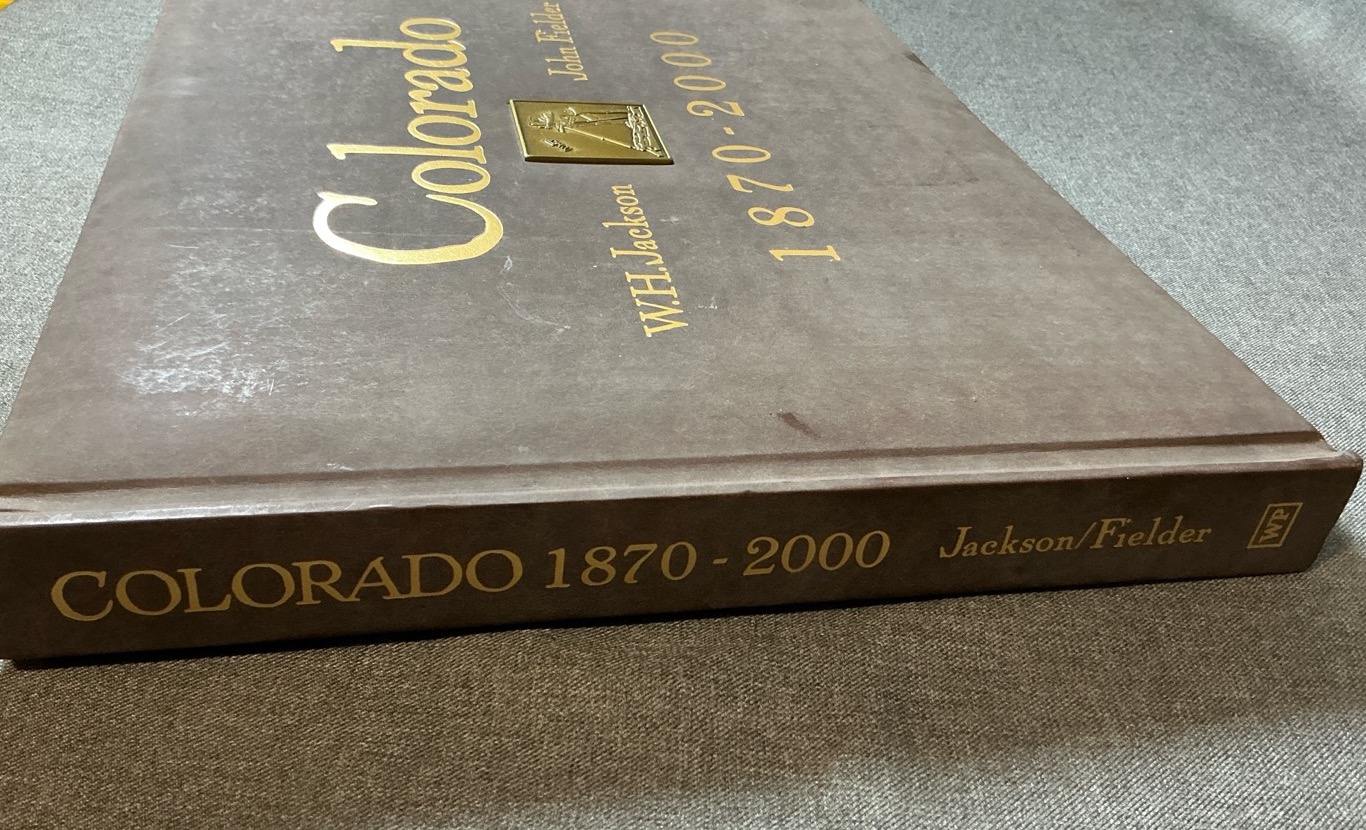 Colorado
W.H.Jackson John Fielder
1870-2000
COLORADO 1870-2000 Jackson/Fielder WP